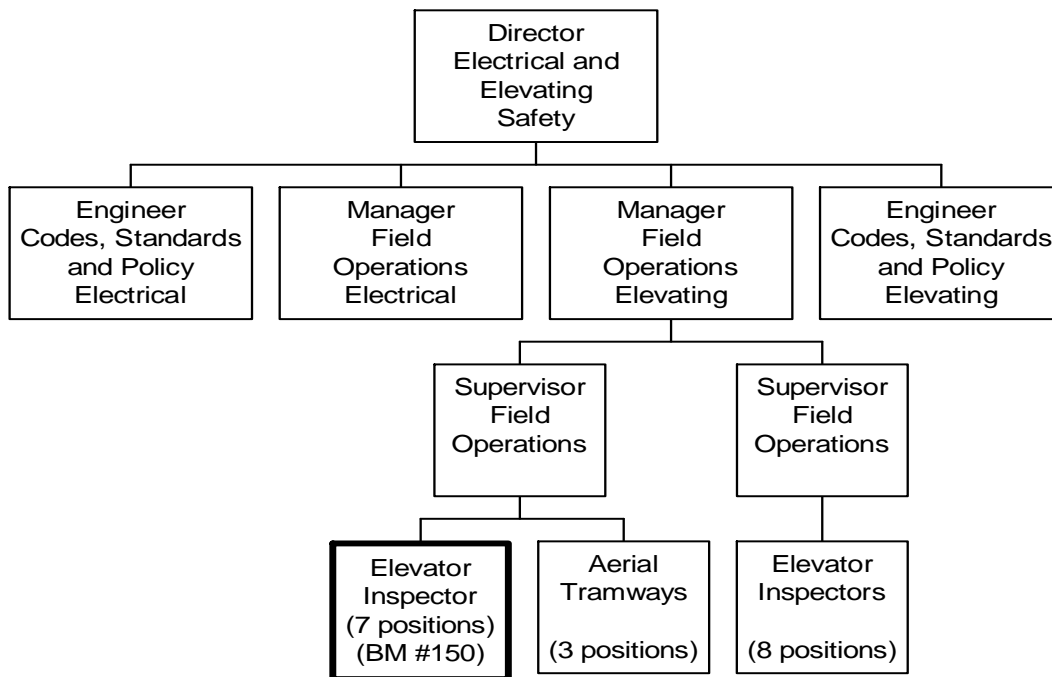 Director
Electrical and
Elevating
Safety
Engineer
Codes, Standards
and Policy
Electrical
Manager
Field
Operations
Electrical
Manager
Field
Operations
Elevating
Engineer
Codes, Standards
and Policy
Elevating
Supervisor
Field
Operations
Supervisor
Field
Operations
Elevator
Inspector
(7 positions)
(BM #150)
Aerial
Tramways
(3 positions)
Elevator
Inspectors
(8 positions)